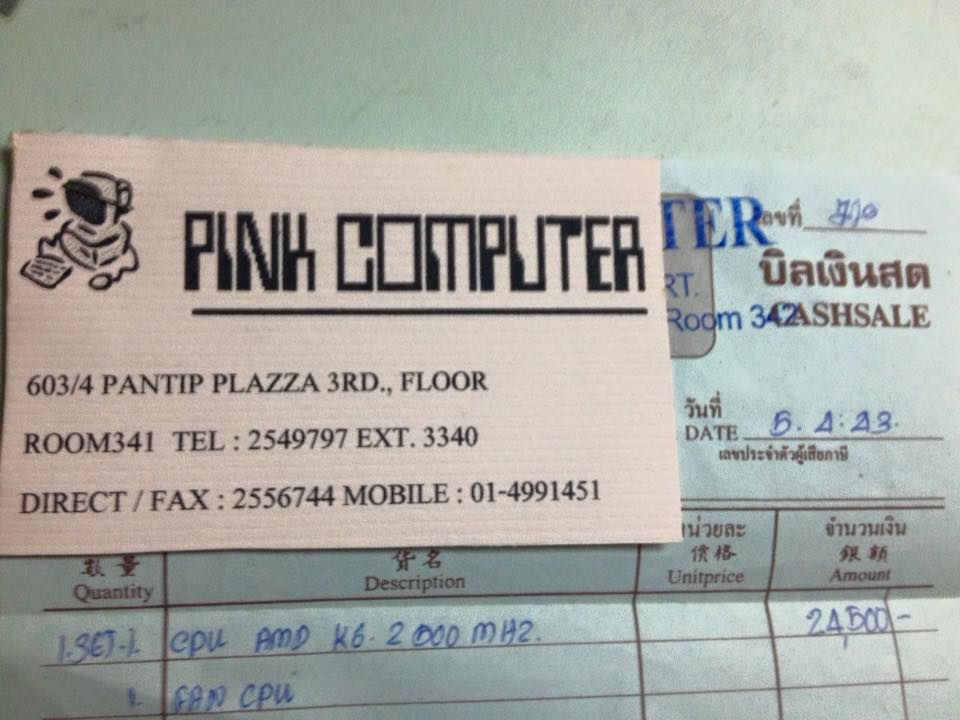 PINK COMPUTER
603/4 PANTIP PLAZZA 3RD., FLOOR
ROOM341 TEL : 2549797 EXT. 3340
DIRECT / FAX : 2556744 MOBILE : 01-4991451
TER
เลขที่
RT.
บิลเงินสด
Room 342
CASHSALE
วันที่
DATE 5.4.43.
เลขประจำตัวผู้เสียภาษี
数量 貨名 น่วยละ จำนวนเงิน
價格 銀額
Quantity Description Unitprice Amount
1.SET-1. CPU AMD K6.2 500 MHZ. 24,500-
FAN CPU